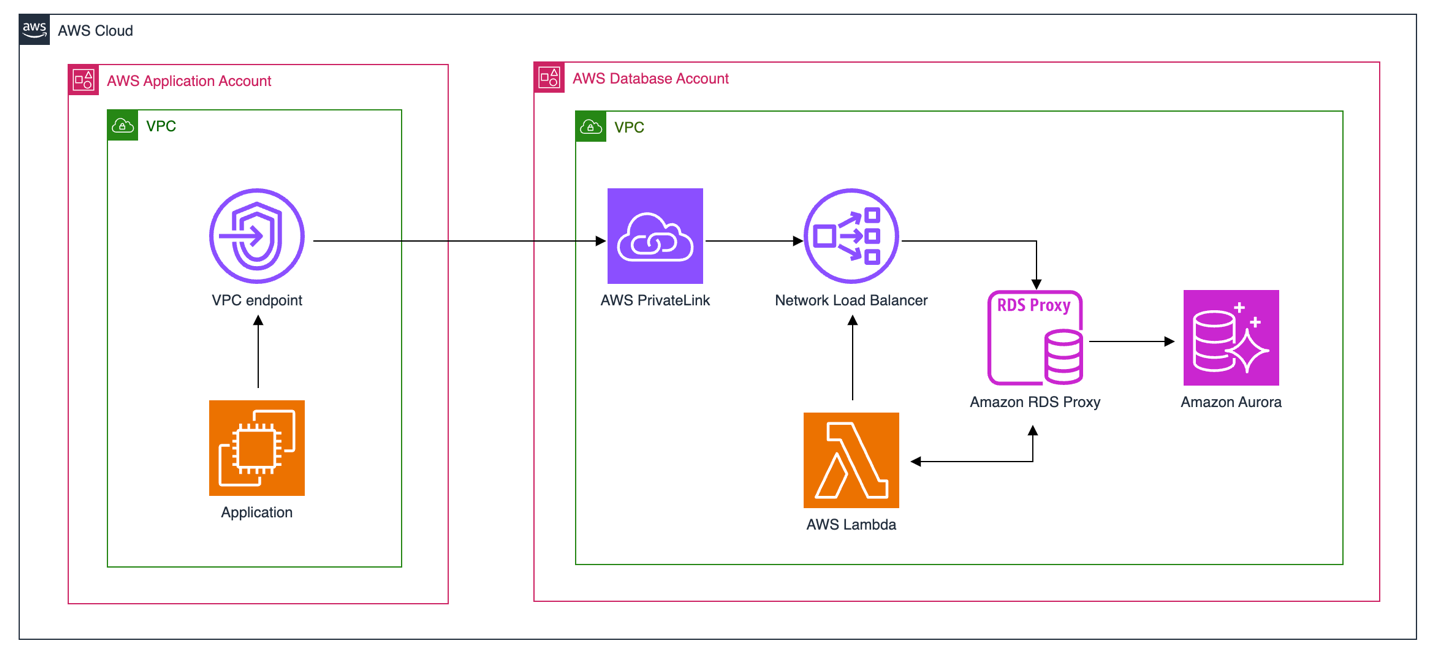 aws
AWS Cloud
AWS Application Account
VPC
VPC endpoint
Application
AWS Database Account
VPC
AWS PrivateLink
Network Load Balancer
RDS Proxy
Amazon RDS Proxy
Amazon Aurora
AWS Lambda